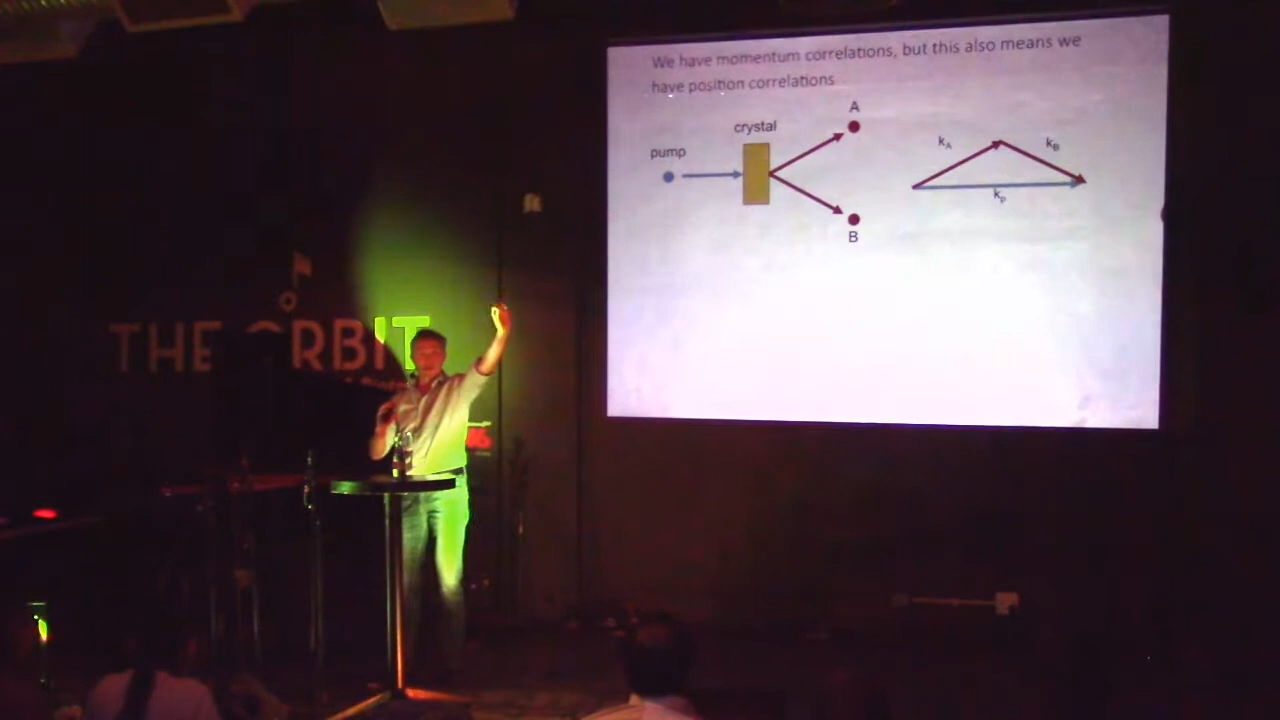 We have momentum correlations, but this also means we
have position correlations
A
crystal
pump
kA
kB
kp
B
THE ORBIT